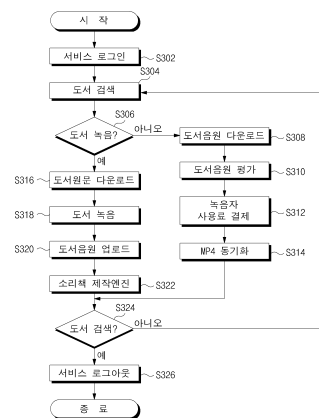 시 작
서비스 로그인
S302
S304
도서 검색
S306
도서 녹음?
아니오
예
도서음원 다운로드
S308
S316
도서원문 다운로드
도서음원 평가
S310
S318
도서 녹음
녹음자
사용료 결제
S312
S320
도서음원 업로드
MP4 동기화
S314
소리책 제작엔진
S322
S324
도서 검색?
아니오
예
서비스 로그아웃
S326
종 료